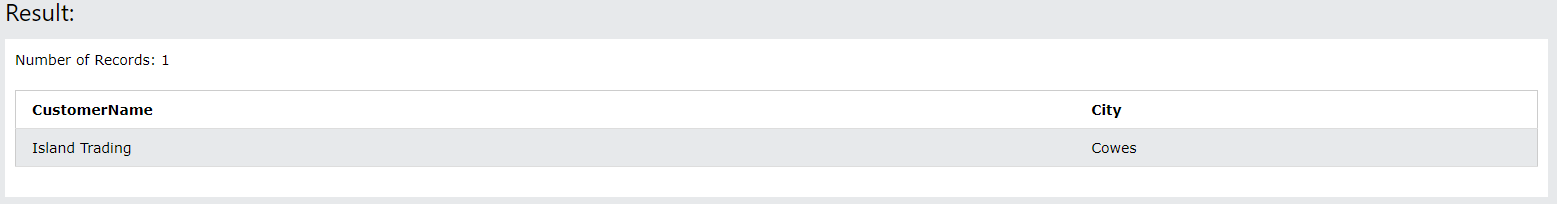 Result:
Number of Records: 1
CustomerName City
Island Trading Cowes